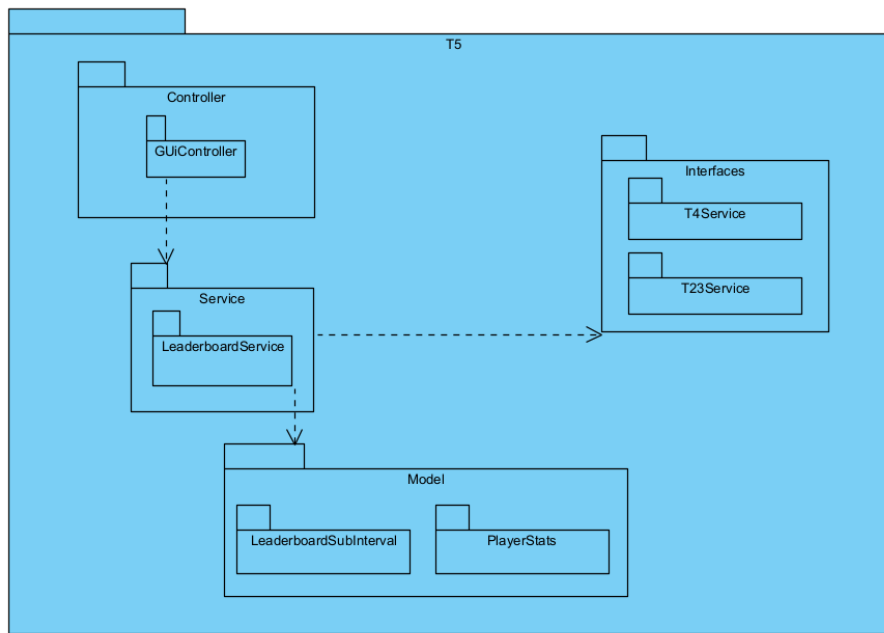 T5
Controller
GUiController
Interfaces
T4Service
T23Service
Service
LeaderboardService
Model
LeaderboardSubInterval
PlayerStats